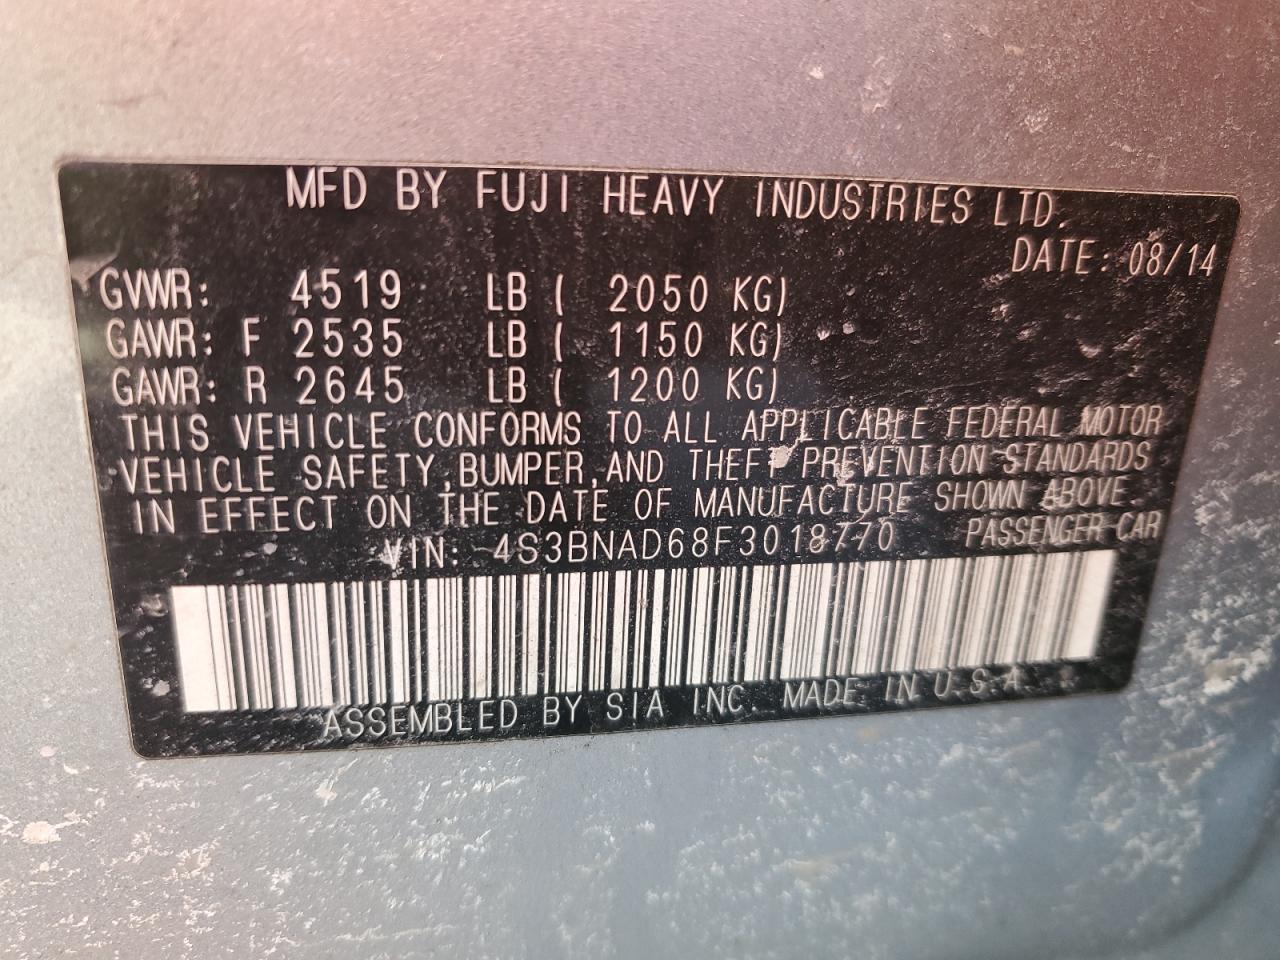 MFD BY FUJI HEAVY INDUSTRIES LTD.
DATE: 08/14
GVWR: 4519 LB ( 2050 KG)
GAWR: F 2535 LB ( 1150 KG)
GAWR: R 2645 LB ( 1200 KG)
THIS VEHICLE CONFORMS TO ALL APPLICABLE FEDERAL MOTOR
VEHICLE SAFETY, BUMPER, AND THEFT PREVENTION STANDARDS
IN EFFECT ON THE DATE OF MANUFACTURE SHOWN ABOVE.
VIN: 4S3BNAD68F3018770 PASSENGER CAR
ASSEMBLED BY SIA INC. MADE IN U.S.A.